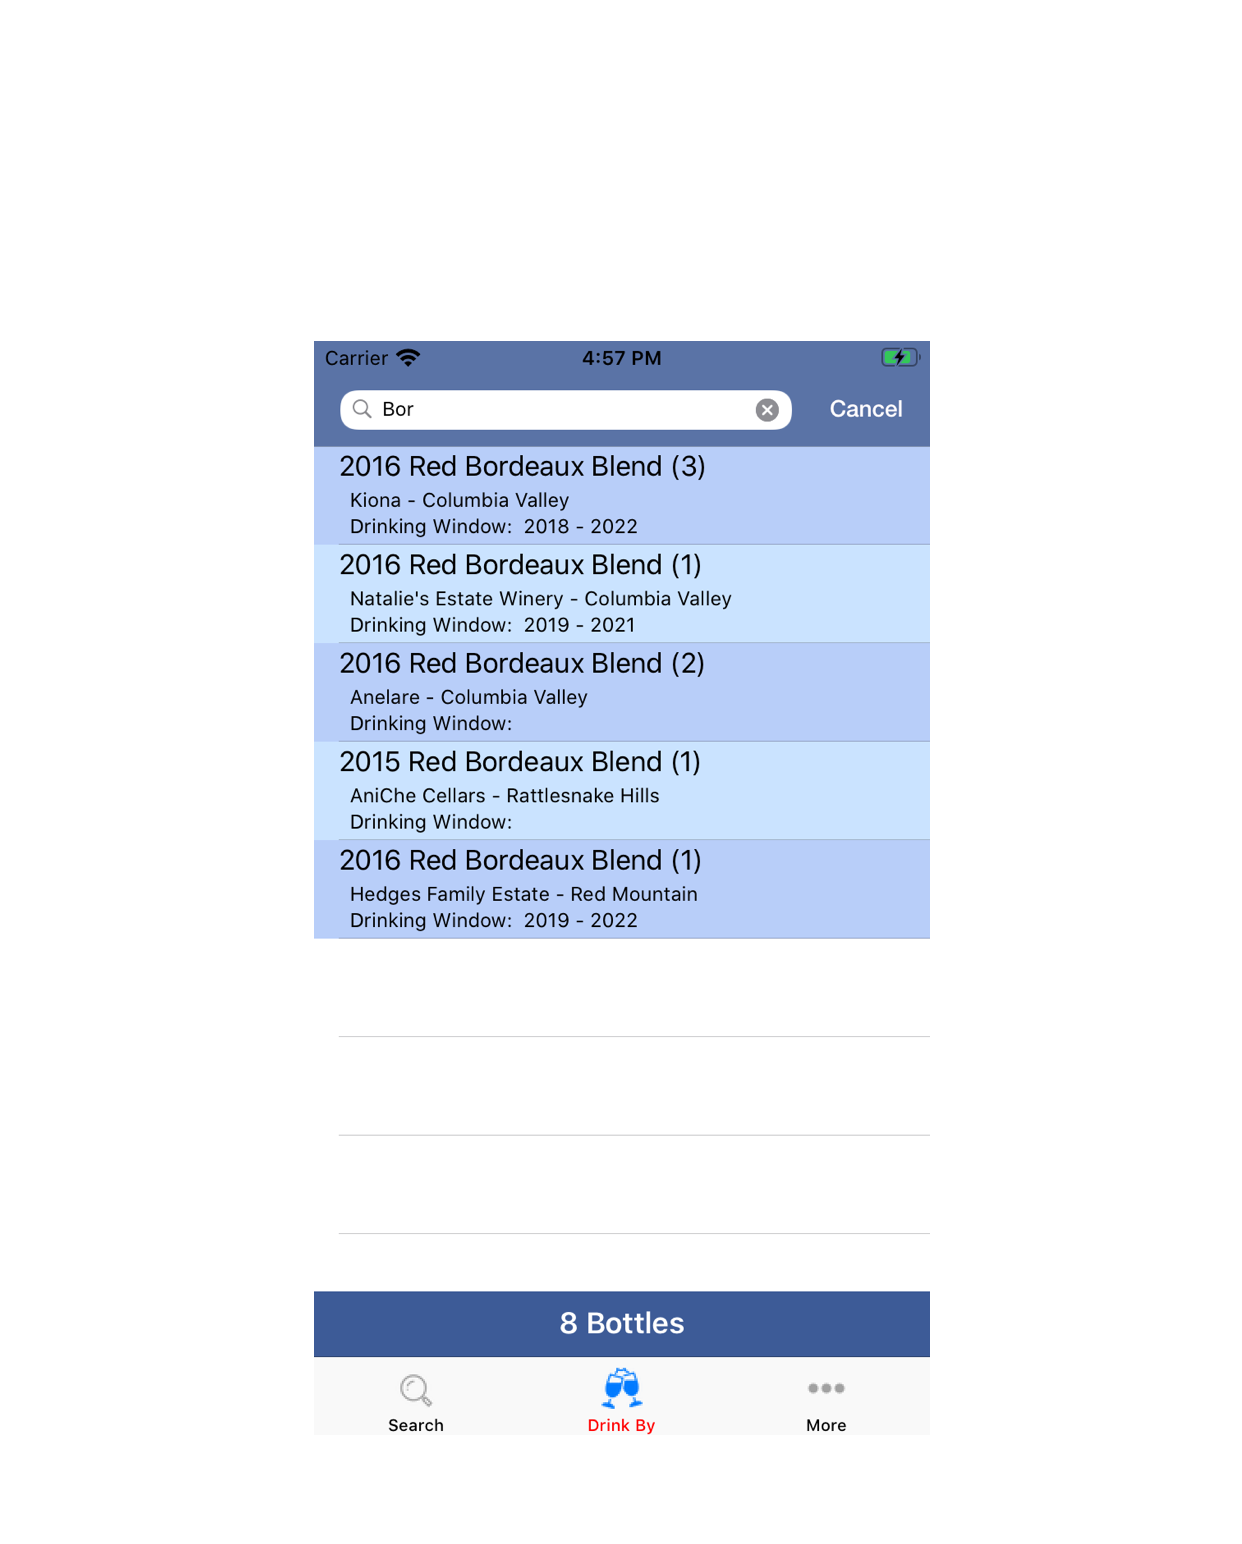 Carrier 4:57 PM
Bor Cancel
2016 Red Bordeaux Blend (3)
Kiona - Columbia Valley
Drinking Window: 2018 - 2022
2016 Red Bordeaux Blend (1)
Natalie's Estate Winery - Columbia Valley
Drinking Window: 2019 - 2021
2016 Red Bordeaux Blend (2)
Anelare - Columbia Valley
Drinking Window:
2015 Red Bordeaux Blend (1)
AniChe Cellars - Rattlesnake Hills
Drinking Window:
2016 Red Bordeaux Blend (1)
Hedges Family Estate - Red Mountain
Drinking Window: 2019 - 2022
8 Bottles
Search Drink By More